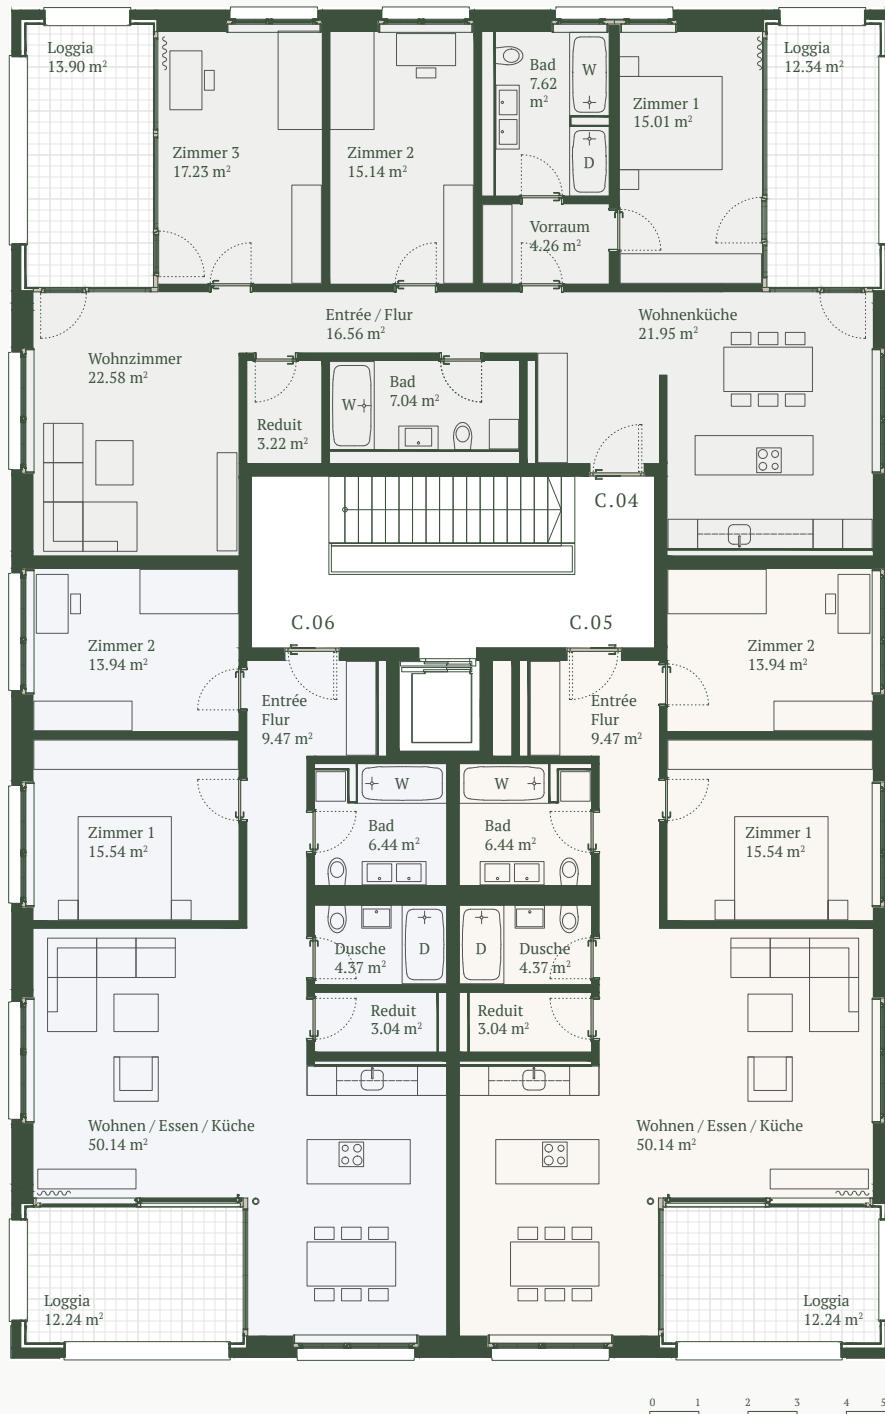 Loggia
13.90 m²
Zimmer 3
17.23 m²
Zimmer 2
15.14 m²
Bad
7.62
m²
W
D
Zimmer 1
15.01 m²
Loggia
12.34 m²
Vorraum
4.26 m²
Entrée / Flur
16.56 m²
Wohnenküche
21.95 m²
Wohnzimmer
22.58 m²
Reduit
3.22 m²
W
Bad
7.04 m²
C.04
C.06
C.05
Zimmer 2
13.94 m²
Entrée
Flur
9.47 m²
Entrée
Flur
9.47 m²
Zimmer 2
13.94 m²
Zimmer 1
15.54 m²
W
Bad
6.44 m²
W
Bad
6.44 m²
Zimmer 1
15.54 m²
Dusche
4.37 m²
D
D
Dusche
4.37 m²
Reduit
3.04 m²
Reduit
3.04 m²
Wohnen / Essen / Küche
50.14 m²
Wohnen / Essen / Küche
50.14 m²
Loggia
12.24 m²
Loggia
12.24 m²
0 1 2 3 4 5